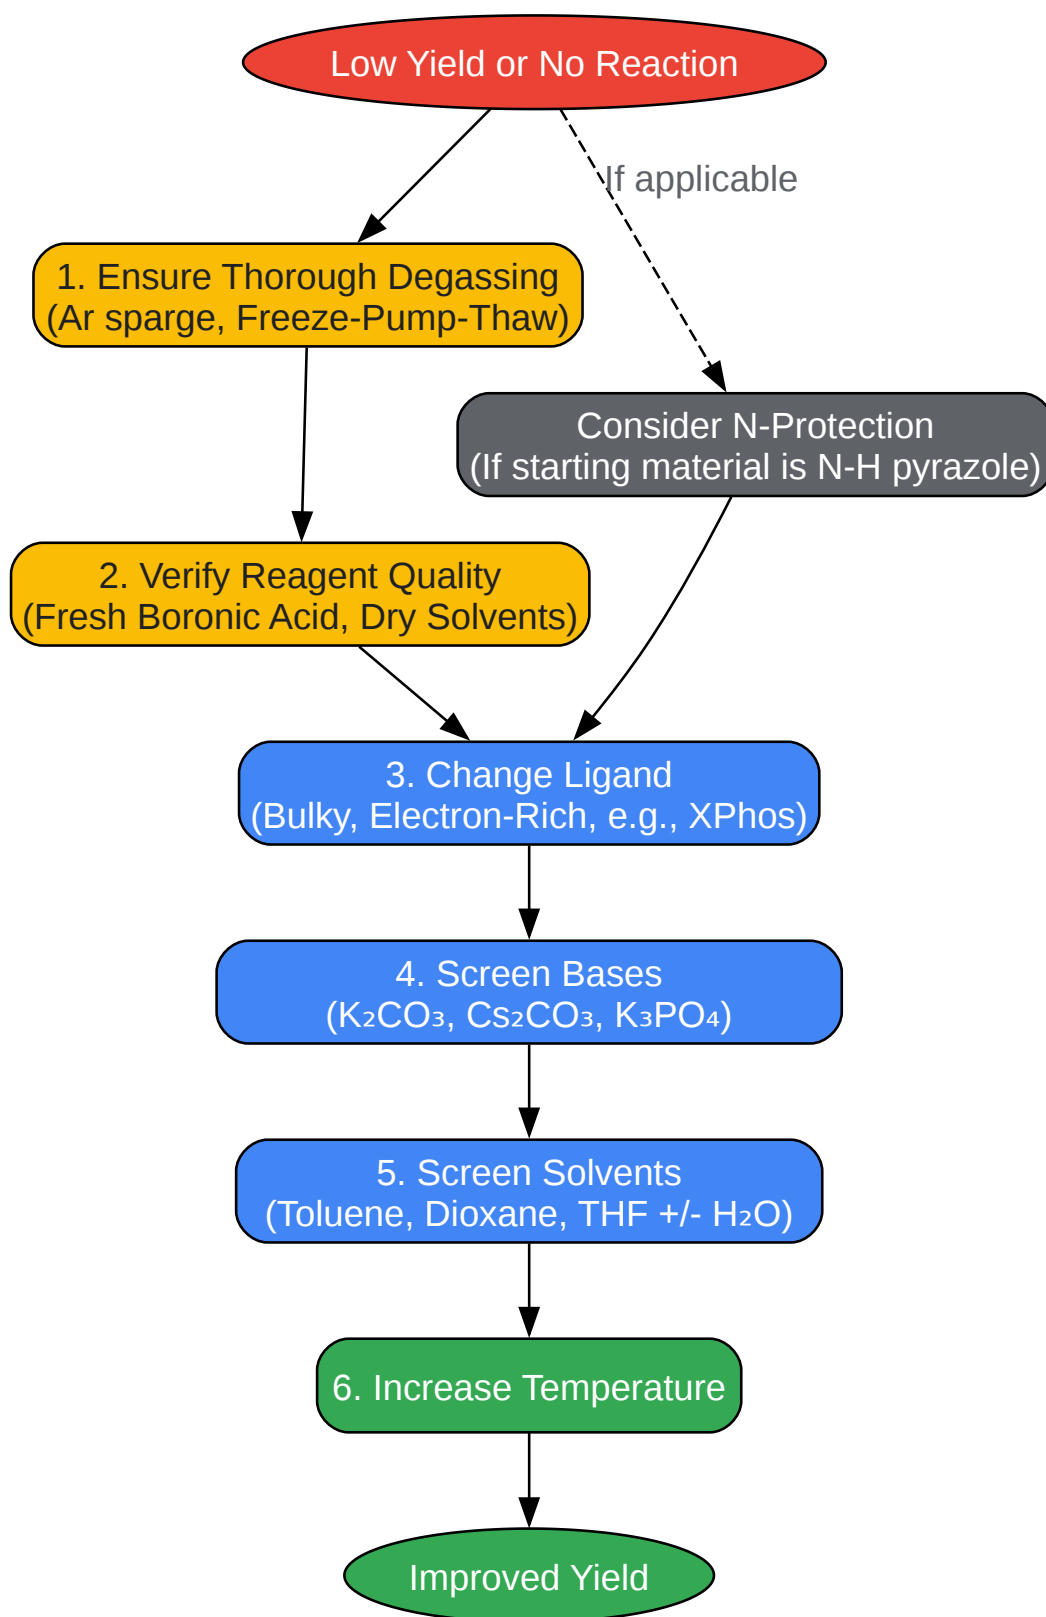 Low Yield or No Reaction
If applicable
1. Ensure Thorough Degassing
(Ar sparge, Freeze-Pump-Thaw)
Consider N-Protection
(If starting material is N-H pyrazole)
2. Verify Reagent Quality
(Fresh Boronic Acid, Dry Solvents)
3. Change Ligand
(Bulky, Electron-Rich, e.g., XPhos)
4. Screen Bases
(K₂CO₃, Cs₂CO₃, K₃PO₄)
5. Screen Solvents
(Toluene, Dioxane, THF +/- H₂O)
6. Increase Temperature
Improved Yield